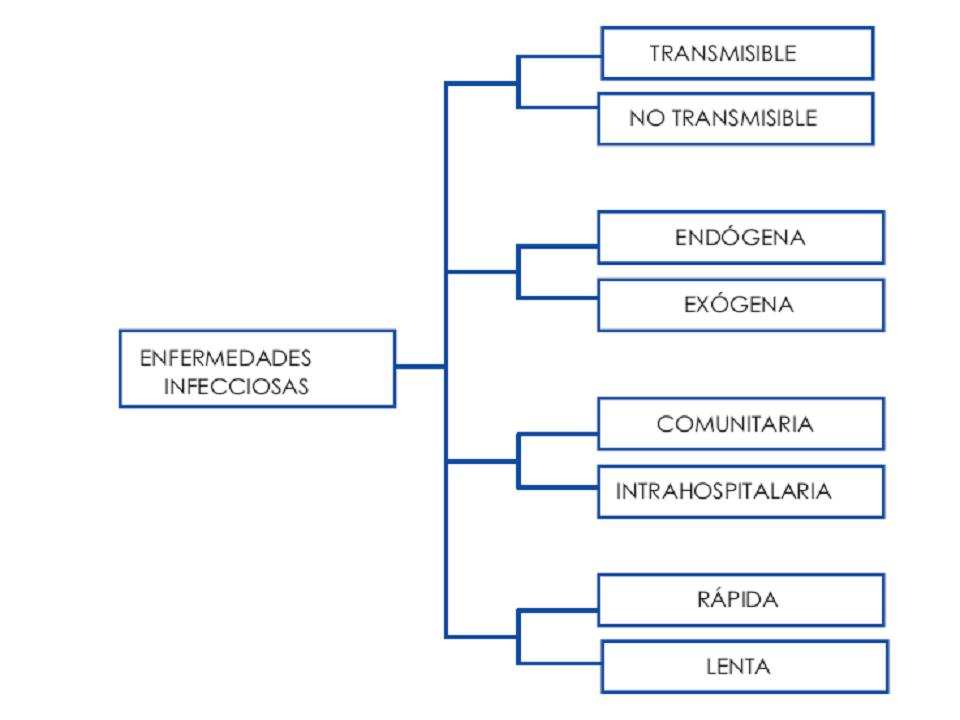 TRANSMISIBLE
NO TRANSMISIBLE
ENDÓGENA
EXÓGENA
ENFERMEDADES
INFECCIOSAS
COMUNITARIA
INTRAHOSPITALARIA
RÁPIDA
LENTA